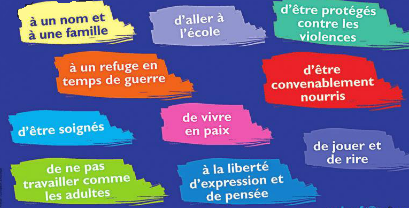 à un nom et
à une famille
d'aller à
l'école
d'être protégés
contre les
violences
à un refuge en
temps de guerre
d'être
convenablement
nourris
d'être soignés
de vivre
en paix
de jouer et
de rire
de ne pas
travailler comme
les adultes
à la liberté
d'expression et
de pensée